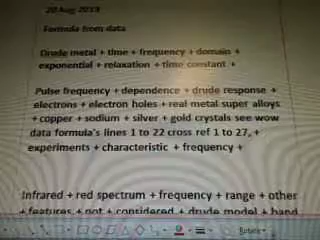 20 Aug 2019
Formula from data
Drude metal + time + frequency + domain +
exponential + relaxation + time constant +
Pulse frequency + dependence + drude response +
electrons + electron holes + real metal super alloys
+ copper + sodium + silver + gold crystals see wow
data formula's lines 1 to 22 cross ref 1 to 27, +
experiments + characteristic + frequency +
Infrared + red spectrum + frequency + range + other
+ features + not + considered + drude model + band
Rotate